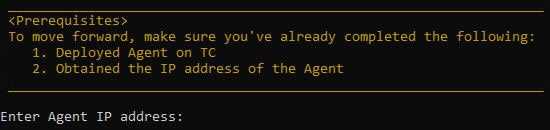 <Prerequisites>
To move forward, make sure you've already completed the following:
1. Deployed Agent on TC
2. Obtained the IP address of the Agent
Enter Agent IP address: